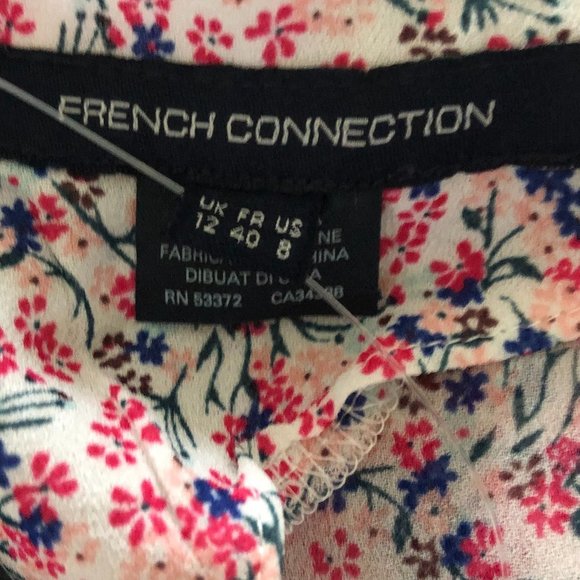 FRENCH CONNECTION
UK FR US
12 40 8
DIBUAT DI
RN 53372